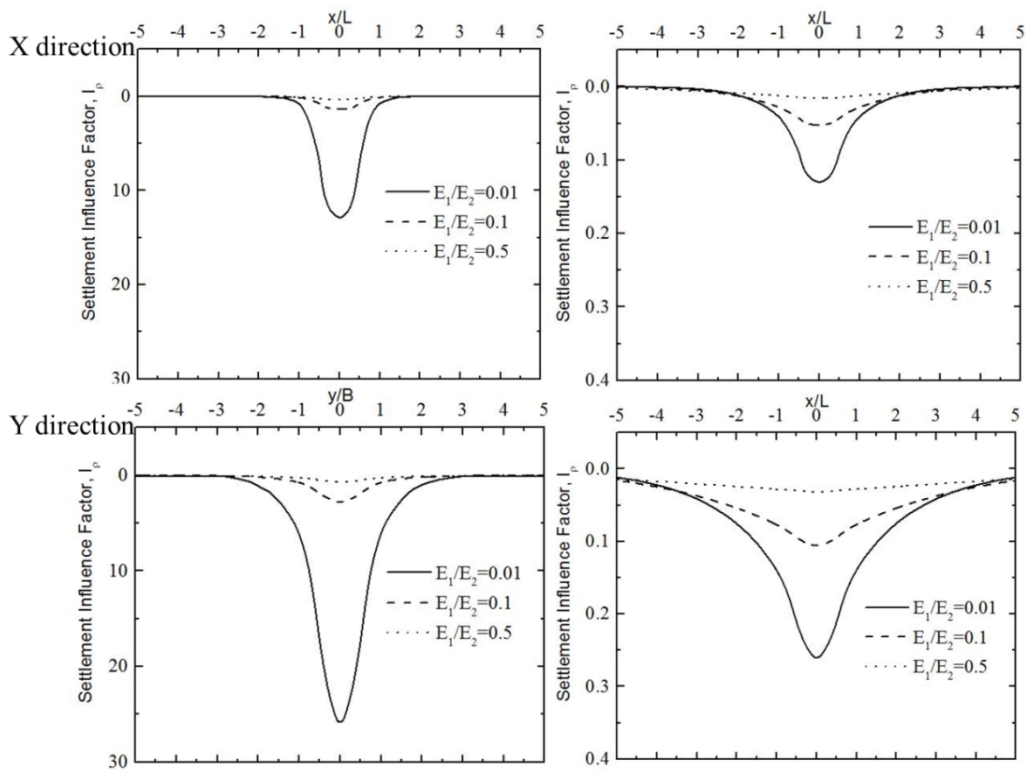 x/L
-5 -4 -3 -2 -1 0 1 2 3 4 5
X direction
Settlement Influence Factor, Iρ
0
10
20
30
E1/E2=0.01
E1/E2=0.1
E1/E2=0.5
x/L
-5 -4 -3 -2 -1 0 1 2 3 4 5
Settlement Influence Factor, Iρ
0.0
0.1
0.2
0.3
0.4
E1/E2=0.01
E1/E2=0.1
E1/E2=0.5
y/B
-5 -4 -3 -2 -1 0 1 2 3 4 5
Y direction
Settlement Influence Factor, Iρ
0
10
20
30
E1/E2=0.01
E1/E2=0.1
E1/E2=0.5
x/L
-5 -4 -3 -2 -1 0 1 2 3 4 5
Settlement Influence Factor, Iρ
0.0
0.1
0.2
0.3
0.4
E1/E2=0.01
E1/E2=0.1
E1/E2=0.5